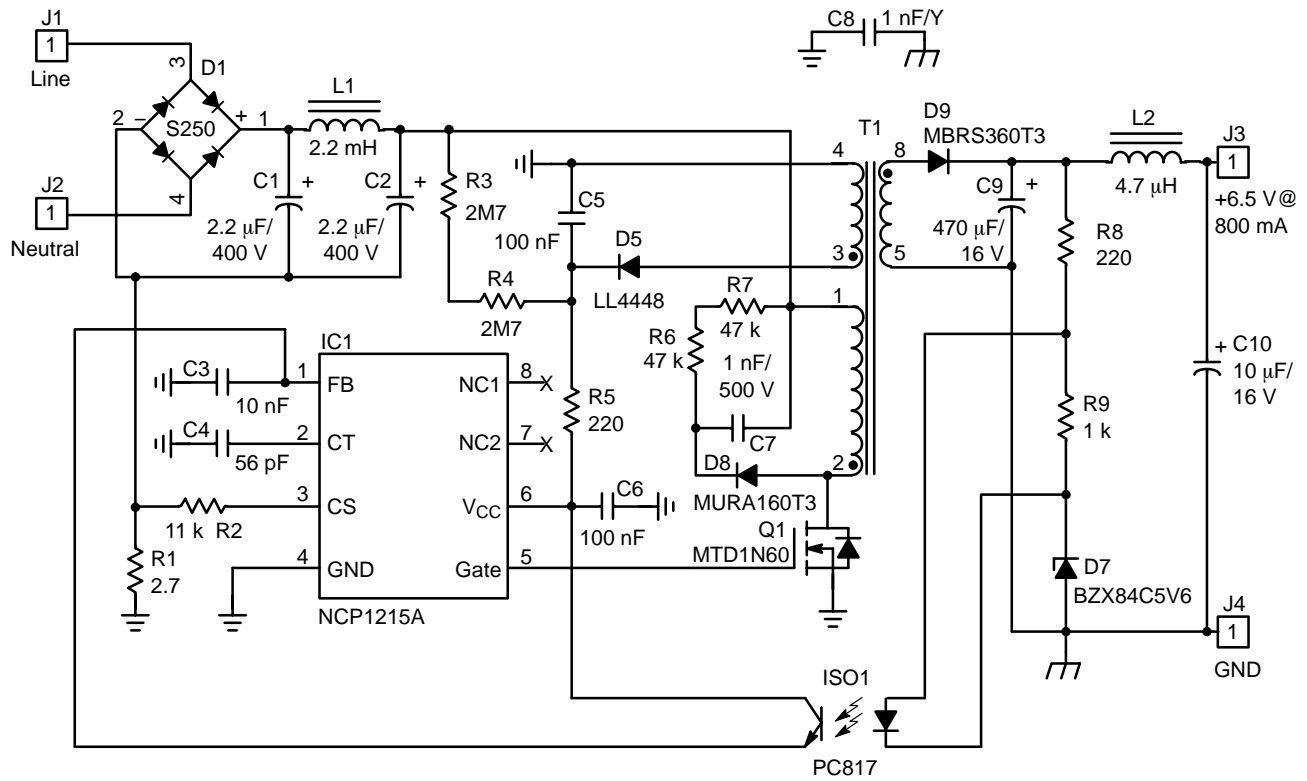 J1
1
Line
J2
1
Neutral
3
D1
2
–
S250
+
1
4
L1
2.2 mH
C1
+
2.2 μF/
400 V
C2
+
2.2 μF/
400 V
R3
2M7
R4
2M7
C5
100 nF
D5
LL4448
C8
1 nF/Y
T1
4
3
8
5
1
2
D9
MBRS360T3
C9
+
470 μF/
16 V
L2
4.7 μH
J3
1
+6.5 V@
800 mA
R8
220
R7
47 k
R6
47 k
1 nF/
500 V
C7
D8
MURA160T3
Q1
MTD1N60
R9
1 k
+ C10
10 μF/
16 V
D7
BZX84C5V6
J4
1
GND
IC1
C3
10 nF
1
FB
C4
56 pF
2
CT
11 k R2
3
CS
R1
2.7
4
GND
NC1
8
X
NC2
7
X
VCC
6
Gate
5
NCP1215A
R5
220
C6
100 nF
ISO1
PC817